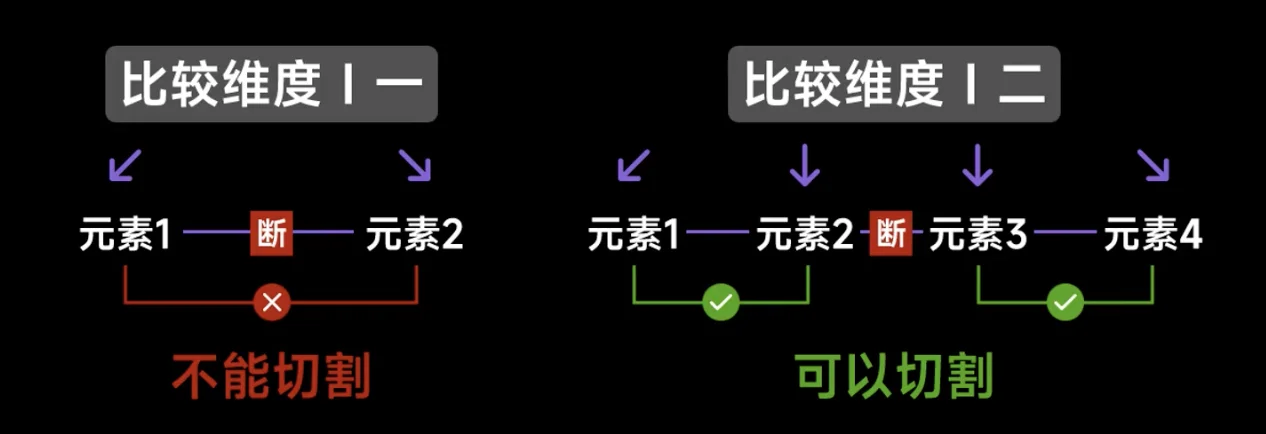 比较维度 | 一
比较维度 | 二
元素1 断 元素2
元素1 元素2 断 元素3 元素4
不能切割
可以切割